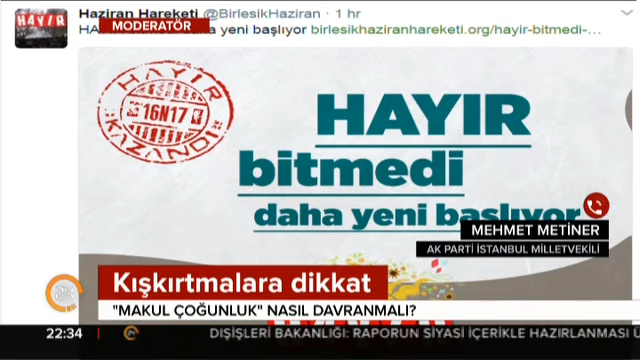 HAYIR
Haziran Hareketi @BirlesikHaziran · 1 hr
MODERATÖR
yeni başlıyor birlesikhaziranhareketi.org/hayir-bitmedi-…
HAYIR
16N17
KAZANDI
HAYIR
bitmedi
daha yeni başlıyor
MEHMET METİNER
AK PARTİ İSTANBUL MİLLETVEKİLİ
Kışkırtmalara dikkat
"MAKUL ÇOĞUNLUK" NASIL DAVRANMALI?
22:34 DIŞİŞLERİ BAKANLIĞI: RAPORUN SİYASİ İÇERİKLE HAZIRLANMASI